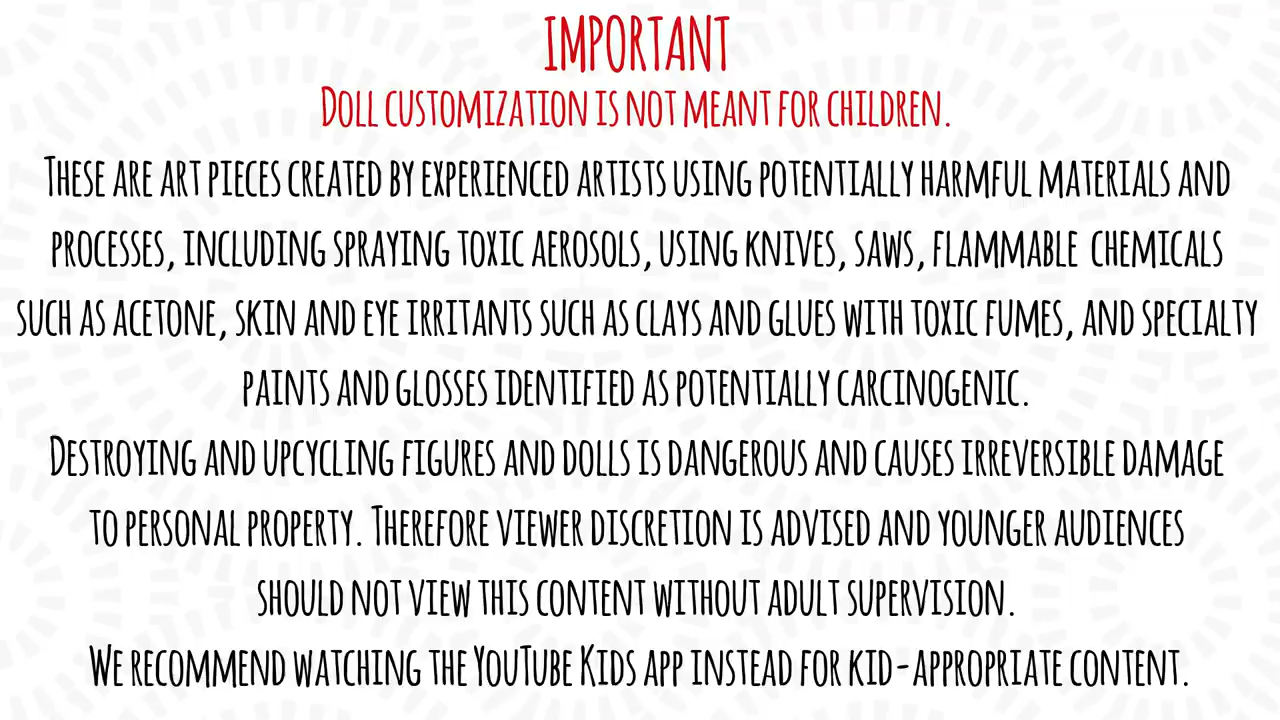 IMPORTANT
DOLL CUSTOMIZATION IS NOT MEANT FOR CHILDREN.
THESE ARE ART PIECES CREATED BY EXPERIENCED ARTISTS USING POTENTIALLY HARMFUL MATERIALS AND
PROCESSES, INCLUDING SPRAYING TOXIC AEROSOLS, USING KNIVES, SAWS, FLAMMABLE CHEMICALS
SUCH AS ACETONE, SKIN AND EYE IRRITANTS SUCH AS CLAYS AND GLUES WITH TOXIC FUMES, AND SPECIALTY
PAINTS AND GLOSSES IDENTIFIED AS POTENTIALLY CARCINOGENIC.
DESTROYING AND UPCYCLING FIGURES AND DOLLS IS DANGEROUS AND CAUSES IRREVERSIBLE DAMAGE
TO PERSONAL PROPERTY. THEREFORE VIEWER DISCRETION IS ADVISED AND YOUNGER AUDIENCES
SHOULD NOT VIEW THIS CONTENT WITHOUT ADULT SUPERVISION.
WE RECOMMEND WATCHING THE YOUTUBE KIDS APP INSTEAD FOR KID-APPROPRIATE CONTENT.